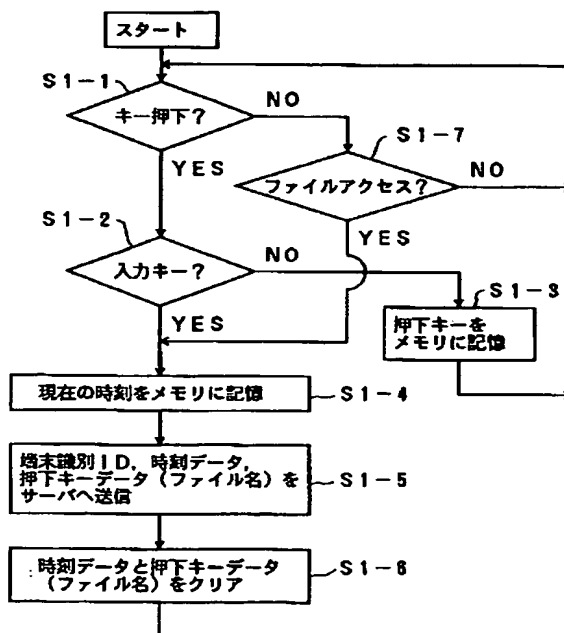 スタート
S1-1
キー押下?
NO
S1-7
YES
ファイルアクセス?
NO
S1-2
YES
入力キー?
NO
S1-3
YES
押下キーを
メモリに記憶
現在の時刻をメモリに記憶
S1-4
端末識別ID,時刻データ,
押下キーデータ(ファイル名)を
サーバへ送信
S1-5
時刻データと押下キーデータ
(ファイル名)をクリア
S1-6